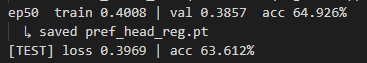 ep50  train 0.4008 | val 0.3857  acc 64.926%
  ↳ saved pref_head_reg.pt
[TEST] loss 0.3969 | acc 63.612%